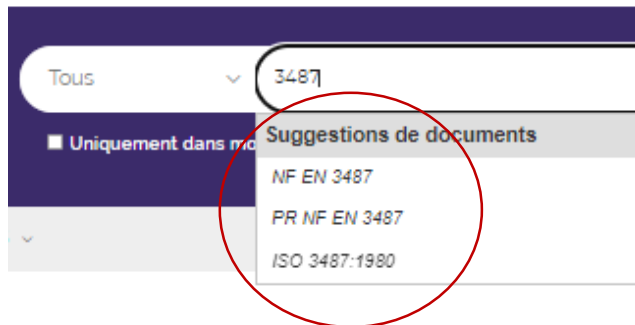 Tous
3487
Uniquement dans mo
Suggestions de documents
NF EN 3487
PR NF EN 3487
ISO 3487:1980